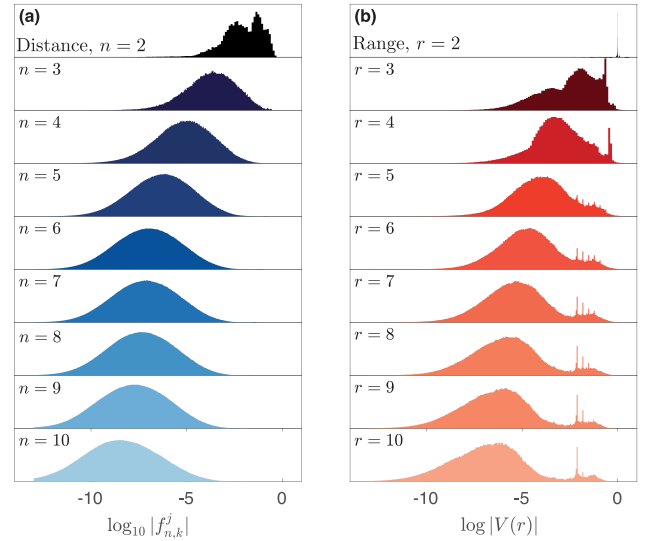 (a)
Distance, n = 2
n = 3
n = 4
n = 5
n = 6
n = 7
n = 8
n = 9
n = 10
-10 -5 0
log₁₀ |f^j_{n,k}|
(b)
Range, r = 2
r = 3
r = 4
r = 5
r = 6
r = 7
r = 8
r = 9
r = 10
-10 -5 0
log |V(r)|